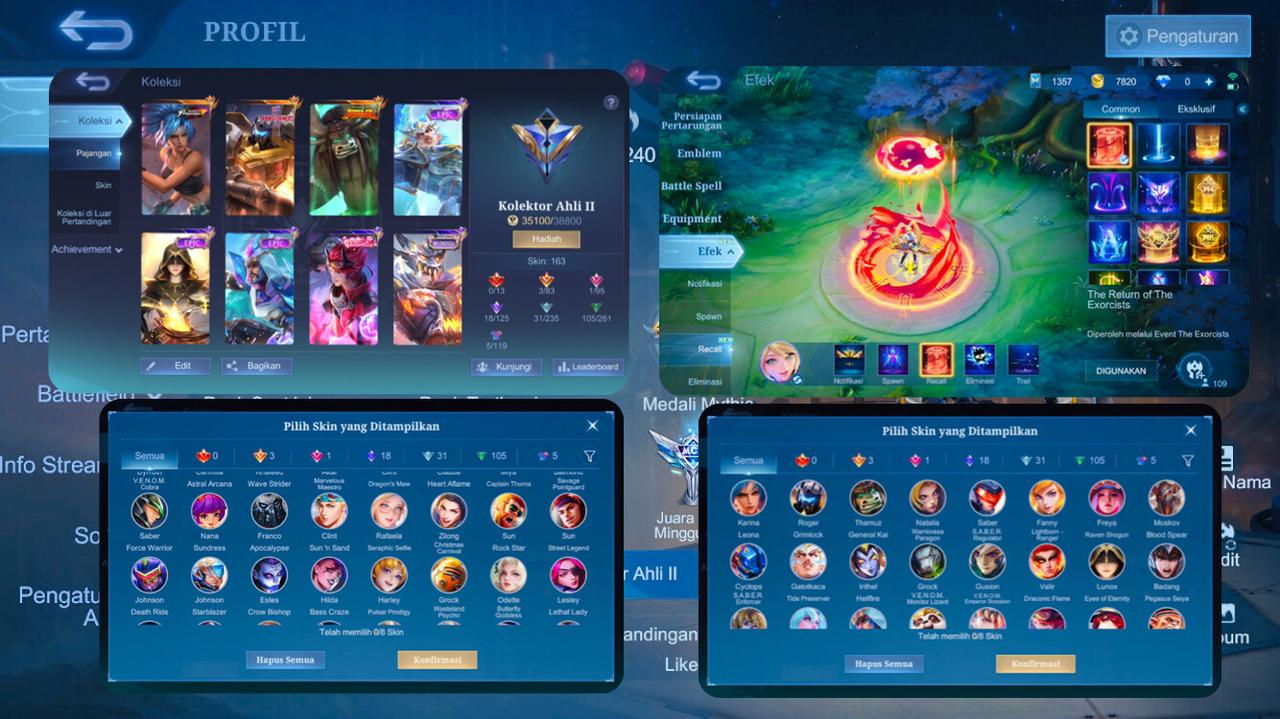 PROFIL
Pengaturan
Koleksi
Koleksi
Pajangan
Skin
Koleksi di Luar
Pertandingan
Achievement
EPIC
EPIC
EPIC
?
Kolektor Ahli II
35100/38800
Hadiah
Skin: 163
0/13
3/83
1/95
18/125
31/235
105/261
5/119
Edit
Bagikan
Kunjungi
Leaderboard
240
Efek
1357
7820
0
Persiapan
Pertarungan
Emblem
Battle Spell
Equipment
NEW
Efek
Notifikasi
Spawn
NEW
Recall
Eliminasi
Common
Eksklusif
The Return of The
Exorcists
Diperoleh melalui Event The Exorcists
DIGUNAKAN
109
Notifikasi
Spawn
Recall
Eliminasi
Trail
Perta
Battlefield
Info Strean
So
Pengatu
A
Medali Mythic
Juara
Minggu
r Ahli II
andingan
Like
Nama
dit
bum
Pilih Skin yang Ditampilkan
Semua
0
3
1
18
31
105
5
V.E.N.O.M.
Cobra
Astral Arcana
Wave Strider
Marvelous
Maestro
Dragon's Maw
Heart Aflame
Captain Thorns
Savage
Pointguard
Saber
Nana
Franco
Clint
Rafaela
Zilong
Sun
Sun
Force Warrior
Sundress
Apocalypse
Sun 'n Sand
Seraphic Selfie
Christmas
Carnival
Rock Star
Street Legend
Johnson
Johnson
Estes
Hilda
Harley
Grock
Odette
Lesley
Death Ride
Starblazer
Crow Bishop
Bass Craze
Pulsar Prodigy
Wasteland
Psycho
Butterfly
Goddess
Lethal Lady
Telah memilih 0/8 Skin
Hapus Semua
Konfirmasi
Pilih Skin yang Ditampilkan
Semua
0
3
1
18
31
105
5
Karina
Roger
Thamuz
Natalia
Saber
Fanny
Freya
Moskov
Leona
Grimlock
General Kai
Warrioress
Paragon
S.A.B.E.R.
Regulator
Lightborn -
Ranger
Raven Shogun
Blood Spear
Cyclops
Gatotkaca
Irithel
Grock
Gusion
Valir
Lunox
Badang
S.A.B.E.R.
Enforcer
Tide Preserver
Hellfire
V.E.N.O.M.
Monitor Lizard
V.E.N.O.M.
Emperor Scorpion
Draconic Flame
Eyes of Eternity
Pegasus Seiya
Telah memilih 0/8 Skin
Hapus Semua
Konfirmasi